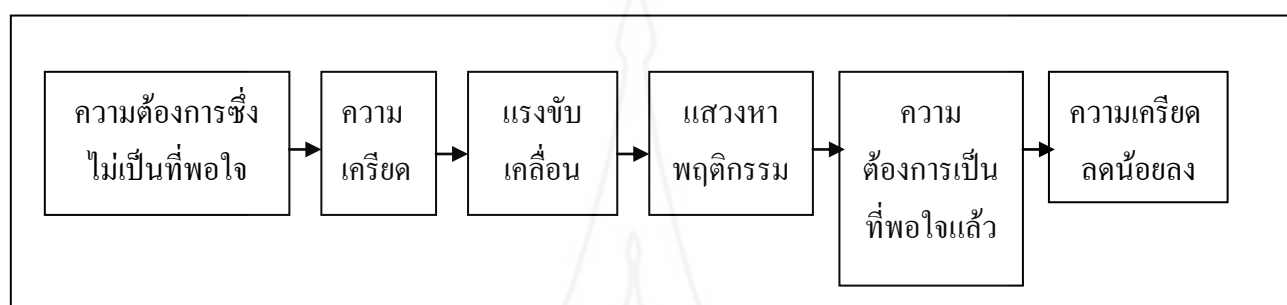 ความต้องการซึ่ง
ไม่เป็นที่พอใจ
ความ
เครียด
แรงขับ
เคลื่อน
แสวงหา
พฤติกรรม
ความ
ต้องการเป็น
ที่พอใจแล้ว
ความเครียด
ลดน้อยลง